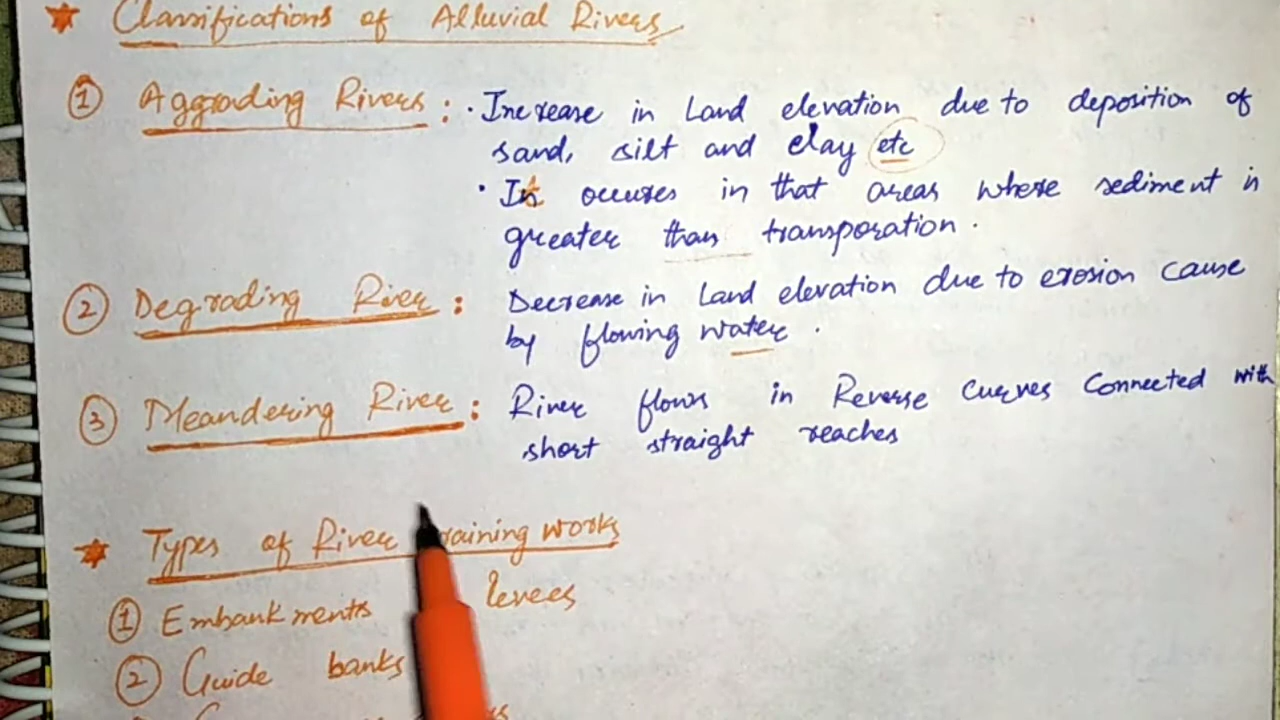 Classifications of Alluvial Rivers
① Aggrading Rivers : · Increase in Land elevation due to deposition of
sand, silt and clay etc
· It occures in that areas where sediment is
greater than transporation .
② Degrading River : Decrease in Land elevation due to erosion cause
by flowing water .
③ Meandering River : River flows in Reverse Curves Connected with
short straight reaches
Types of River training works
① Embankments levees
② Guide banks